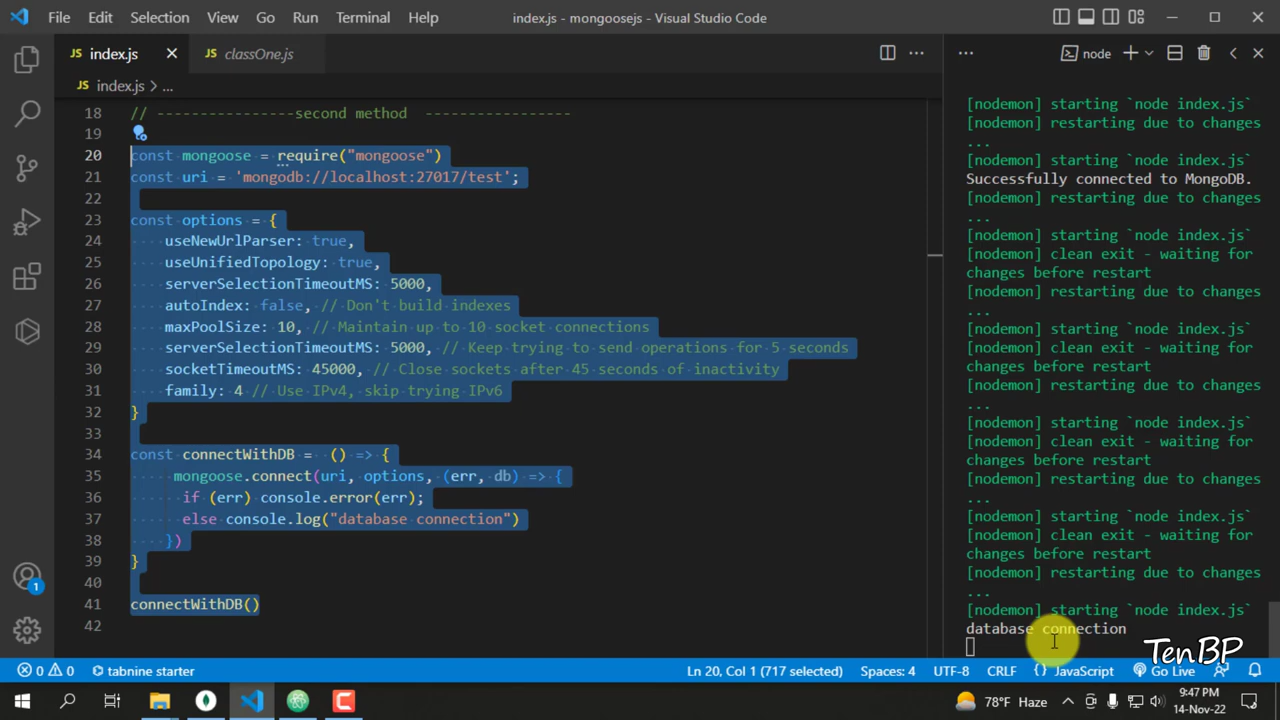 File Edit Selection View Go Run Terminal Help
index.js - mongoosejs - Visual Studio Code
JS index.js
JS classOne.js
node
JS index.js > ...
18 // ----------------second method -----------------
19
20 const mongoose = require("mongoose")
21 const uri = 'mongodb://localhost:27017/test';
22
23 const options = {
24     useNewUrlParser: true,
25     useUnifiedTopology: true,
26     serverSelectionTimeoutMS: 5000,
27     autoIndex: false, // Don't build indexes
28     maxPoolSize: 10, // Maintain up to 10 socket connections
29     serverSelectionTimeoutMS: 5000, // Keep trying to send operations for 5 seconds
30     socketTimeoutMS: 45000, // Close sockets after 45 seconds of inactivity
31     family: 4 // Use IPv4, skip trying IPv6
32 }
33
34 const connectWithDB = () => {
35     mongoose.connect(uri, options, (err, db) => {
36       if (err) console.error(err);
37       else console.log("database connection")
38     })
39 }
40
41 connectWithDB()
42
[nodemon] starting `node index.js`
[nodemon] restarting due to changes
...
[nodemon] starting `node index.js`
Successfully connected to MongoDB.
[nodemon] restarting due to changes
...
[nodemon] starting `node index.js`
[nodemon] clean exit - waiting for
changes before restart
[nodemon] restarting due to changes
...
[nodemon] starting `node index.js`
[nodemon] clean exit - waiting for
changes before restart
[nodemon] restarting due to changes
...
[nodemon] starting `node index.js`
[nodemon] clean exit - waiting for
changes before restart
[nodemon] restarting due to changes
...
[nodemon] starting `node index.js`
[nodemon] clean exit - waiting for
changes before restart
[nodemon] restarting due to changes
...
[nodemon] starting `node index.js`
database connection
TenBP
1
0 0 tabnine starter
Ln 20, Col 1 (717 selected) Spaces: 4 UTF-8 CRLF {} JavaScript Go Live
78°F Haze
9:47 PM
14-Nov-22